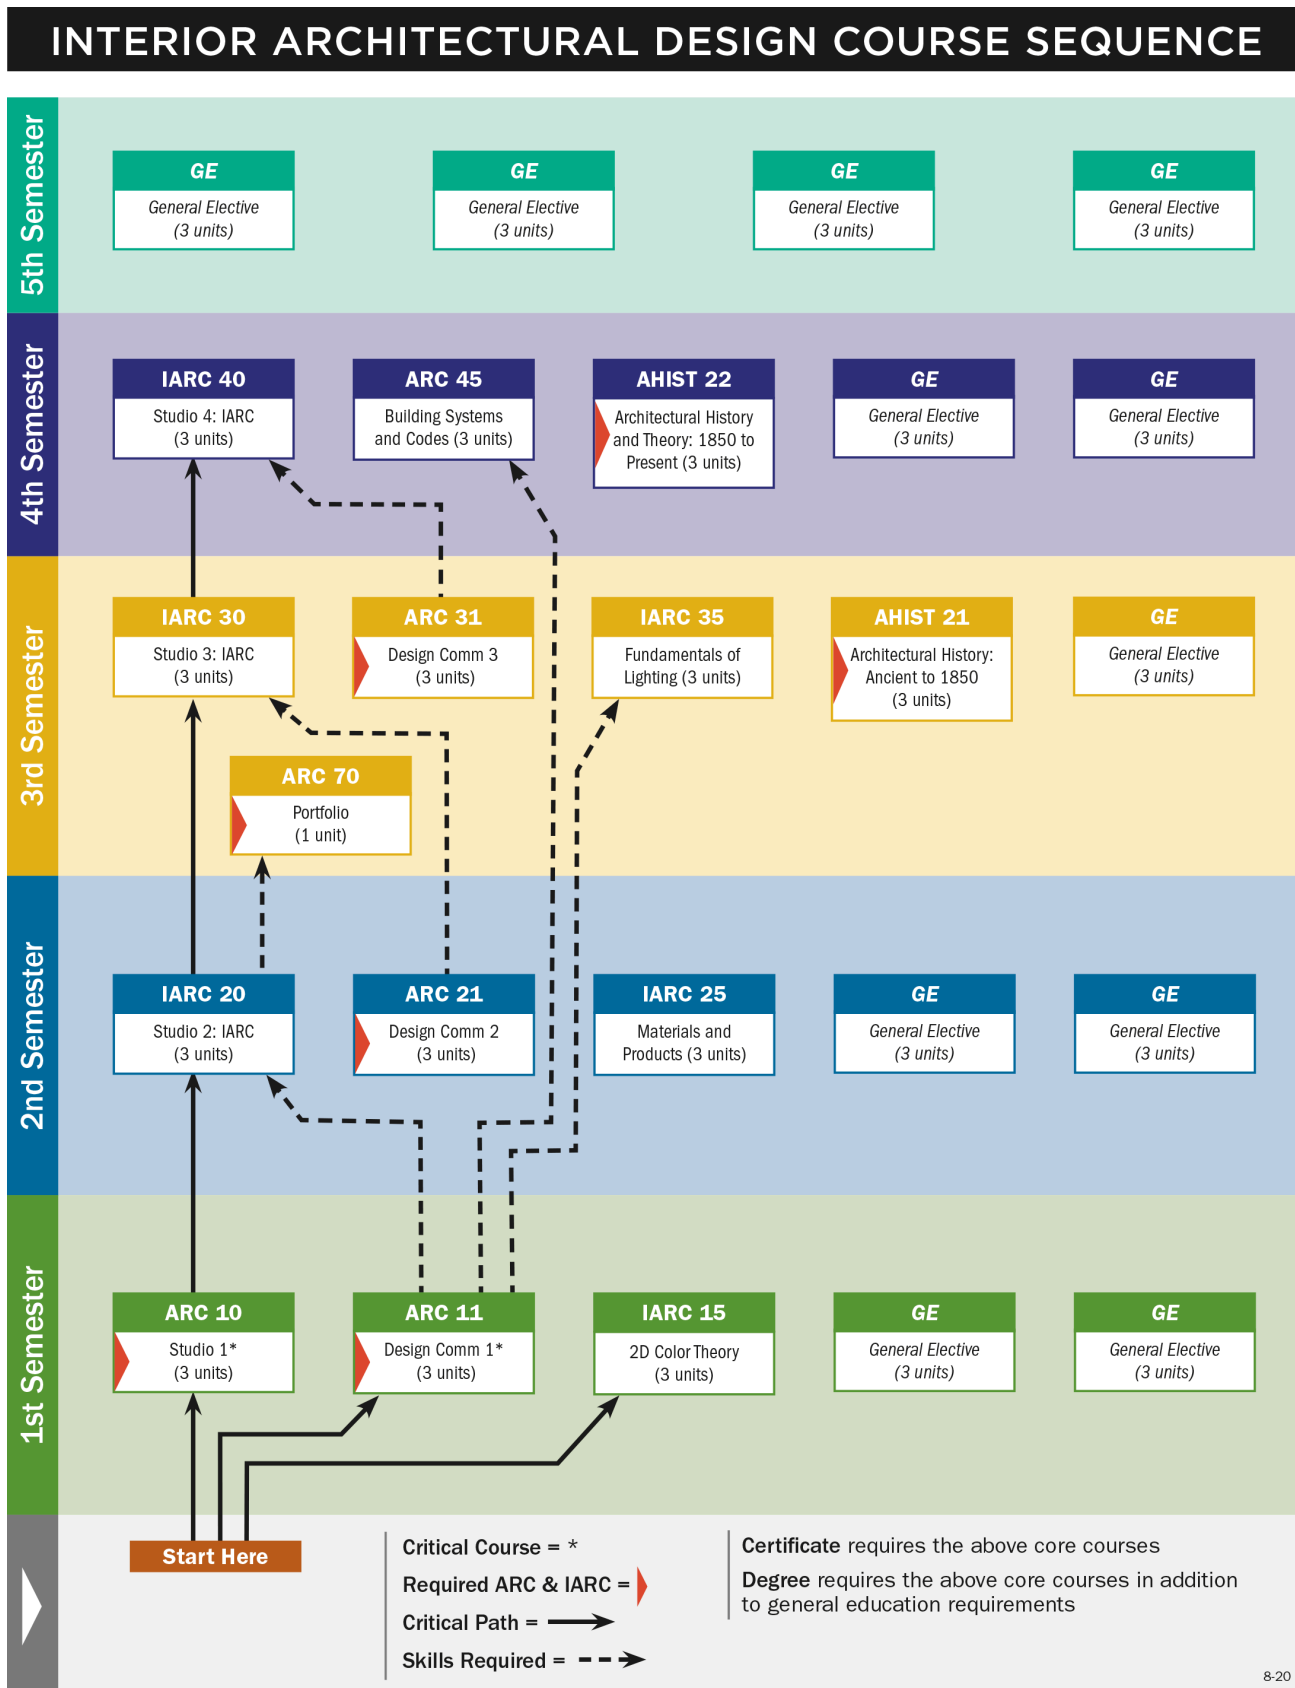 INTERIOR ARCHITECTURAL DESIGN COURSE SEQUENCE
5th Semester
GE
General Elective
(3 units)
GE
General Elective
(3 units)
GE
General Elective
(3 units)
GE
General Elective
(3 units)
4th Semester
IARC 40
Studio 4: IARC
(3 units)
ARC 45
Building Systems
and Codes (3 units)
AHIST 22
Architectural History
and Theory: 1850 to
Present (3 units)
GE
General Elective
(3 units)
GE
General Elective
(3 units)
3rd Semester
IARC 30
Studio 3: IARC
(3 units)
ARC 31
Design Comm 3
(3 units)
IARC 35
Fundamentals of
Lighting (3 units)
AHIST 21
Architectural History:
Ancient to 1850
(3 units)
GE
General Elective
(3 units)
ARC 70
Portfolio
(1 unit)
2nd Semester
IARC 20
Studio 2: IARC
(3 units)
ARC 21
Design Comm 2
(3 units)
IARC 25
Materials and
Products (3 units)
GE
General Elective
(3 units)
GE
General Elective
(3 units)
1st Semester
ARC 10
Studio 1*
(3 units)
ARC 11
Design Comm 1*
(3 units)
IARC 15
2D Color Theory
(3 units)
GE
General Elective
(3 units)
GE
General Elective
(3 units)
Start Here
Critical Course = *
Required ARC & IARC =
Critical Path =
Skills Required =
Certificate requires the above core courses
Degree requires the above core courses in addition
to general education requirements
8-20